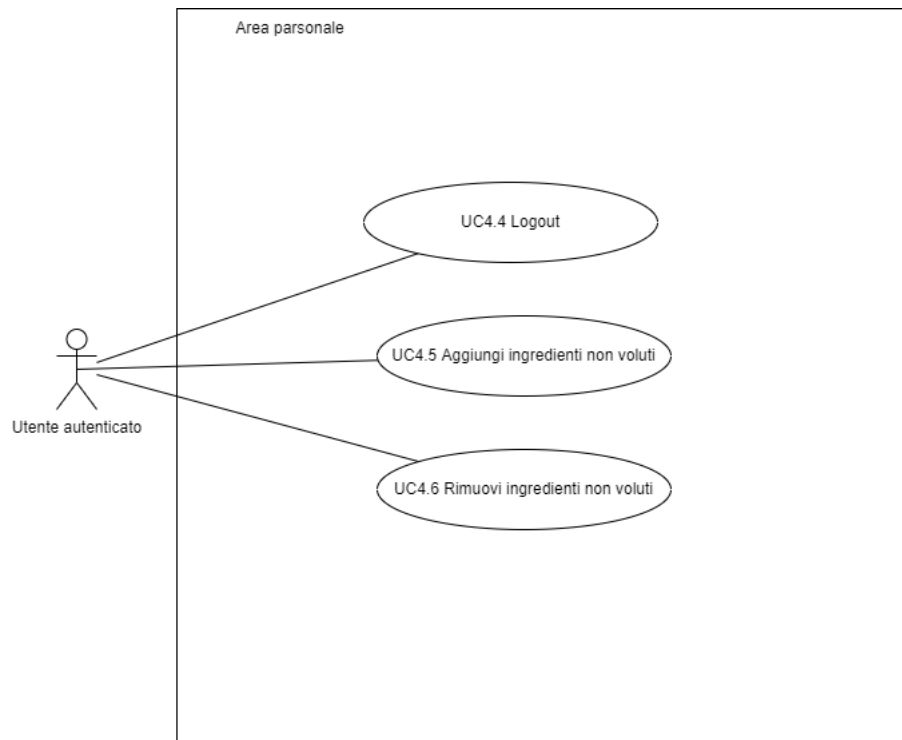 Area parsonale
UC4.4 Logout
UC4.5 Aggiungi ingredienti non voluti
Utente autenticato
UC4.6 Rimuovi ingredienti non voluti